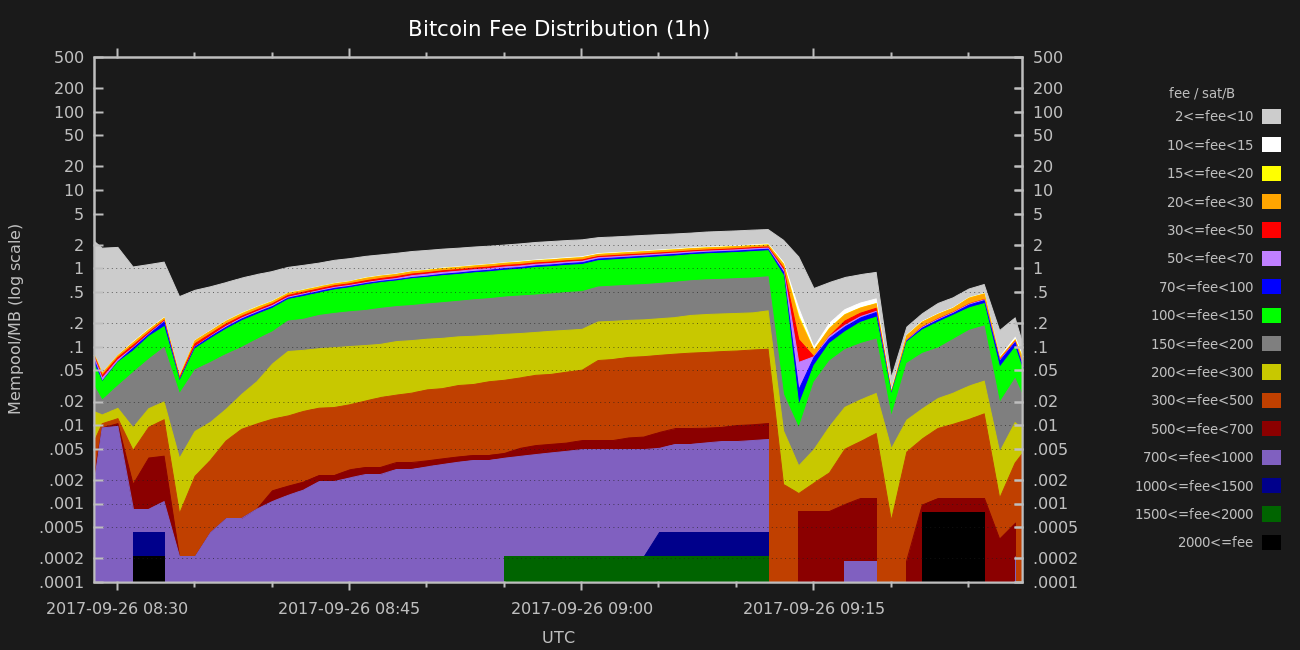 Bitcoin Fee Distribution (1h)
500 500
200 200
100 100
50 50
20 20
10 10
5 5
2 2
1 1
.5 .5
.2 .2
.1 .1
.05 .05
.02 .02
.01 .01
.005 .005
.002 .002
.001 .001
.0005 .0005
.0002 .0002
.0001 .0001
Mempool/MB (log scale)
2017-09-26 08:30 2017-09-26 08:45 2017-09-26 09:00 2017-09-26 09:15
UTC
fee / sat/B
2<=fee<10
10<=fee<15
15<=fee<20
20<=fee<30
30<=fee<50
50<=fee<70
70<=fee<100
100<=fee<150
150<=fee<200
200<=fee<300
300<=fee<500
500<=fee<700
700<=fee<1000
1000<=fee<1500
1500<=fee<2000
2000<=fee